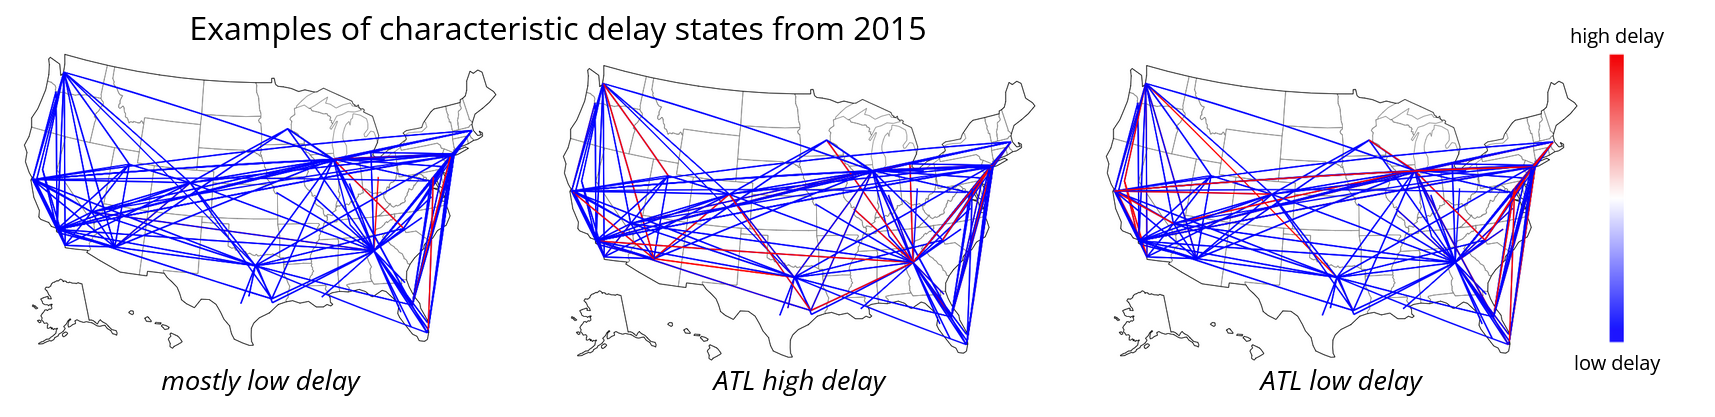 Examples of characteristic delay states from 2015
high delay
low delay
mostly low delay
ATL high delay
ATL low delay